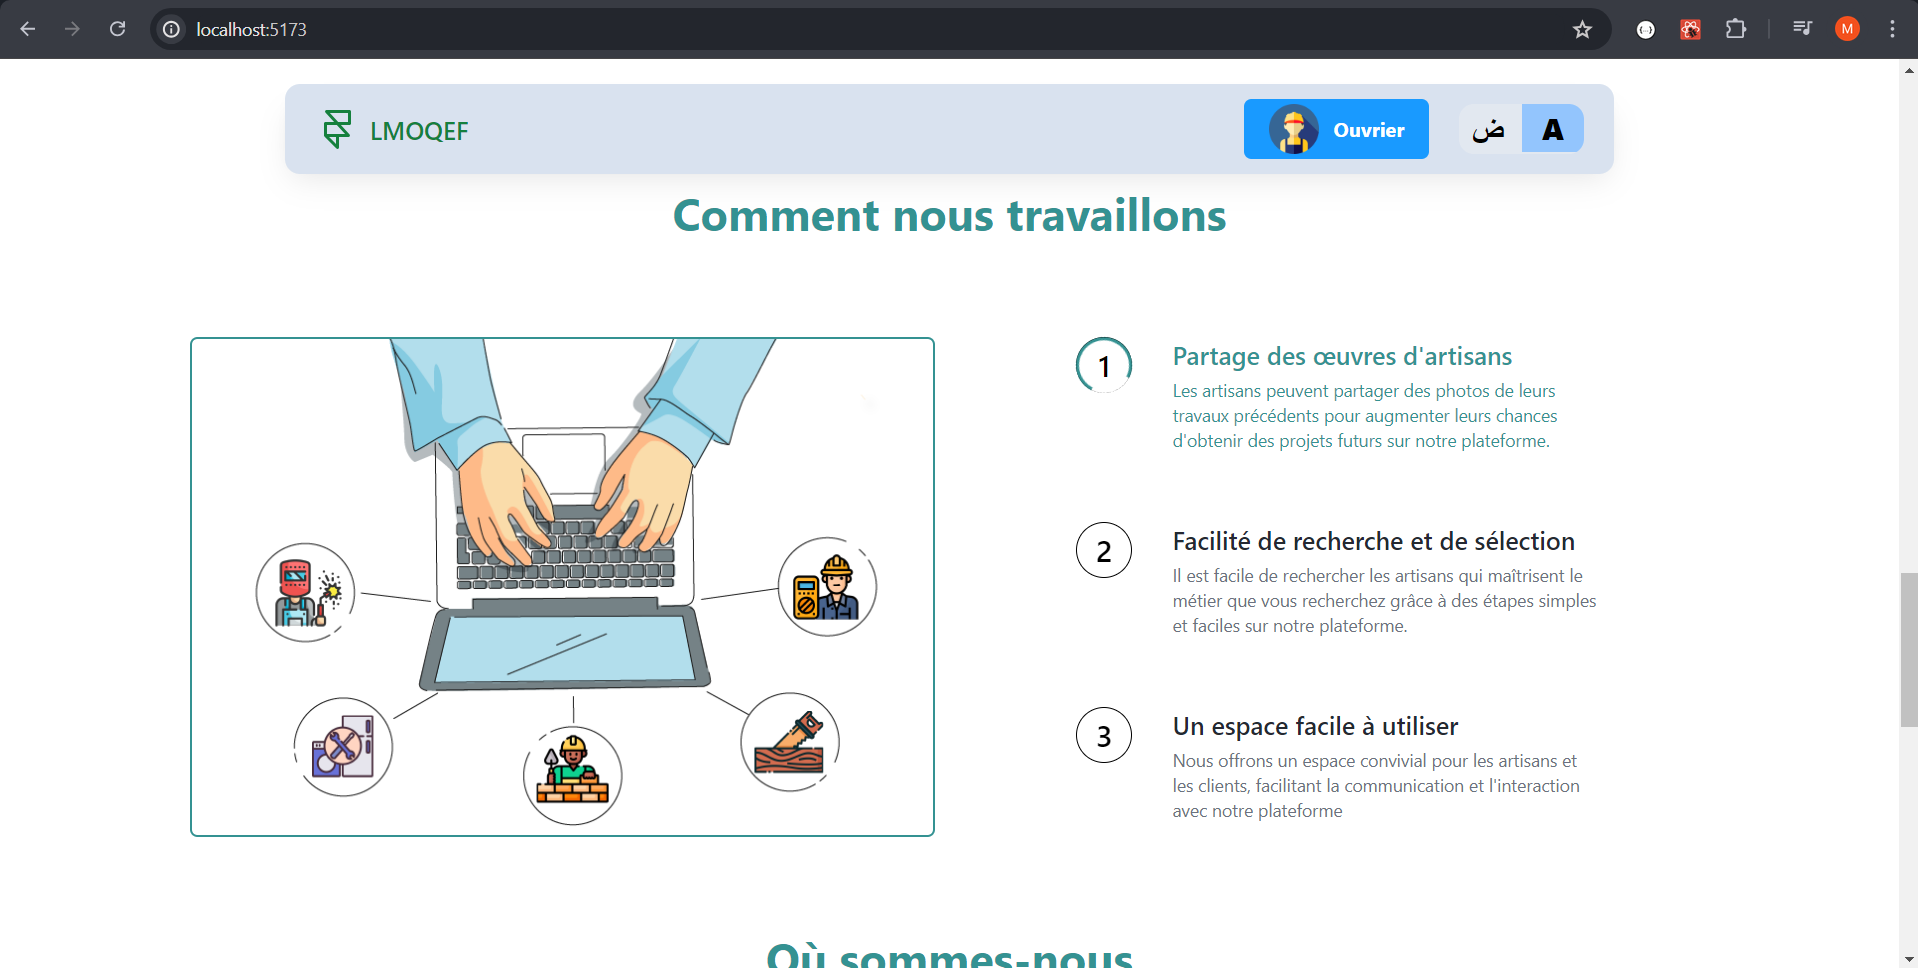 localhost:5173
M
LMOQEF
Ouvrier
ض
A
Comment nous travaillons
1
Partage des œuvres d'artisans
Les artisans peuvent partager des photos de leurs
travaux précédents pour augmenter leurs chances
d'obtenir des projets futurs sur notre plateforme.
2
Facilité de recherche et de sélection
Il est facile de rechercher les artisans qui maîtrisent le
métier que vous recherchez grâce à des étapes simples
et faciles sur notre plateforme.
3
Un espace facile à utiliser
Nous offrons un espace convivial pour les artisans et
les clients, facilitant la communication et l'interaction
avec notre plateforme
Où sommes-nous